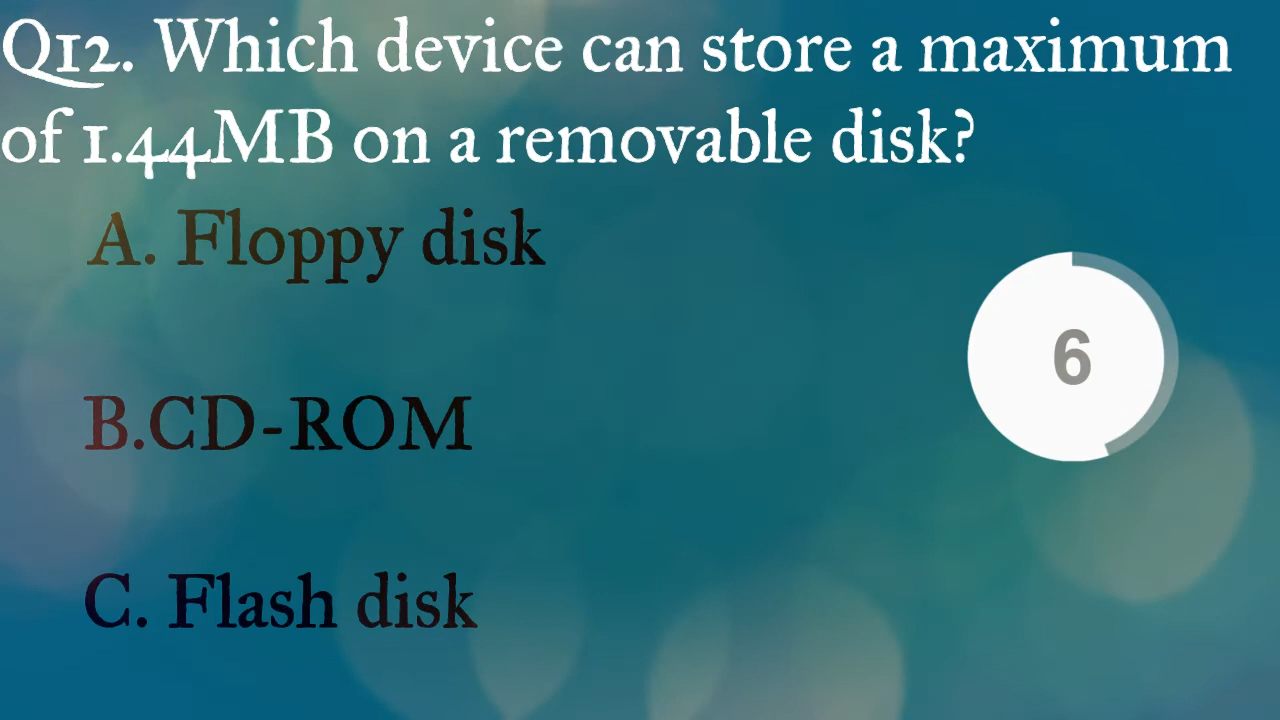 Q12. Which device can store a maximum
of 1.44MB on a removable disk?
A. Floppy disk
6
B.CD-ROM
C. Flash disk